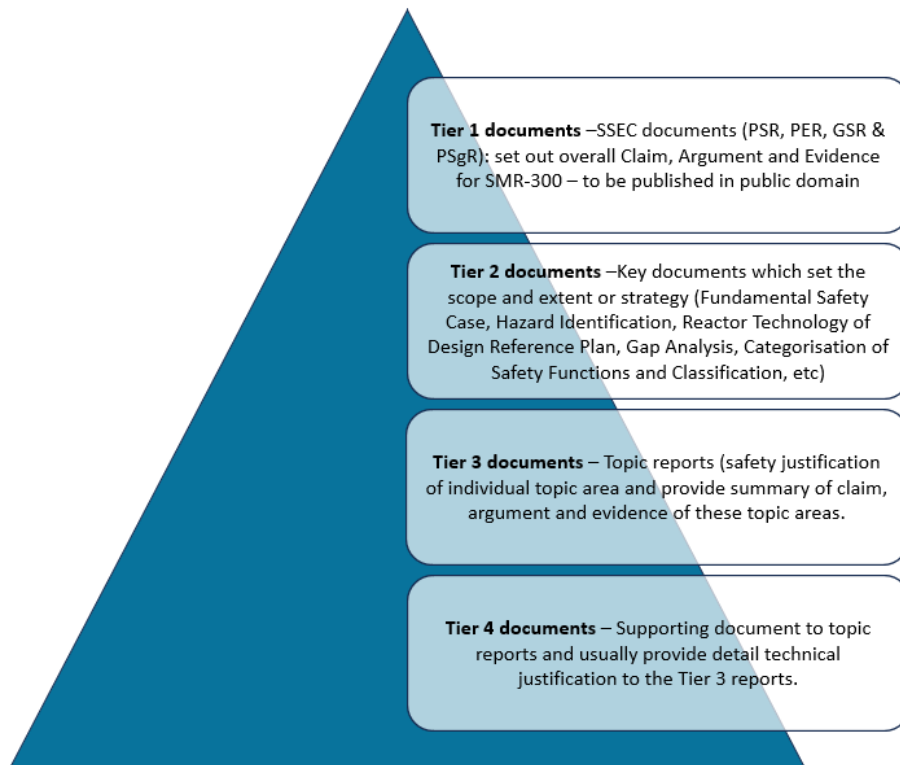 Tier 1 documents –SSEC documents (PSR, PER, GSR &
PSgR): set out overall Claim, Argument and Evidence
for SMR-300 – to be published in public domain
Tier 2 documents –Key documents which set the
scope and extent or strategy (Fundamental Safety
Case, Hazard Identification, Reactor Technology of
Design Reference Plan, Gap Analysis, Categorisation of
Safety Functions and Classification, etc)
Tier 3 documents – Topic reports (safety justification
of individual topic area and provide summary of claim,
argument and evidence of these topic areas.
Tier 4 documents – Supporting document to topic
reports and usually provide detail technical
justification to the Tier 3 reports.